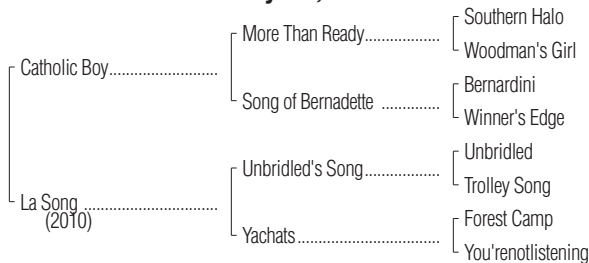 Southern Halo
More Than Ready..................
Woodman's Girl
Catholic Boy..........................
Bernardini
Song of Bernadette ..............
Winner's Edge
Unbridled
Unbridled's Song..................
Trolley Song
La Song ................................
(2010)
Forest Camp
Yachats..................................
You'renotlistening